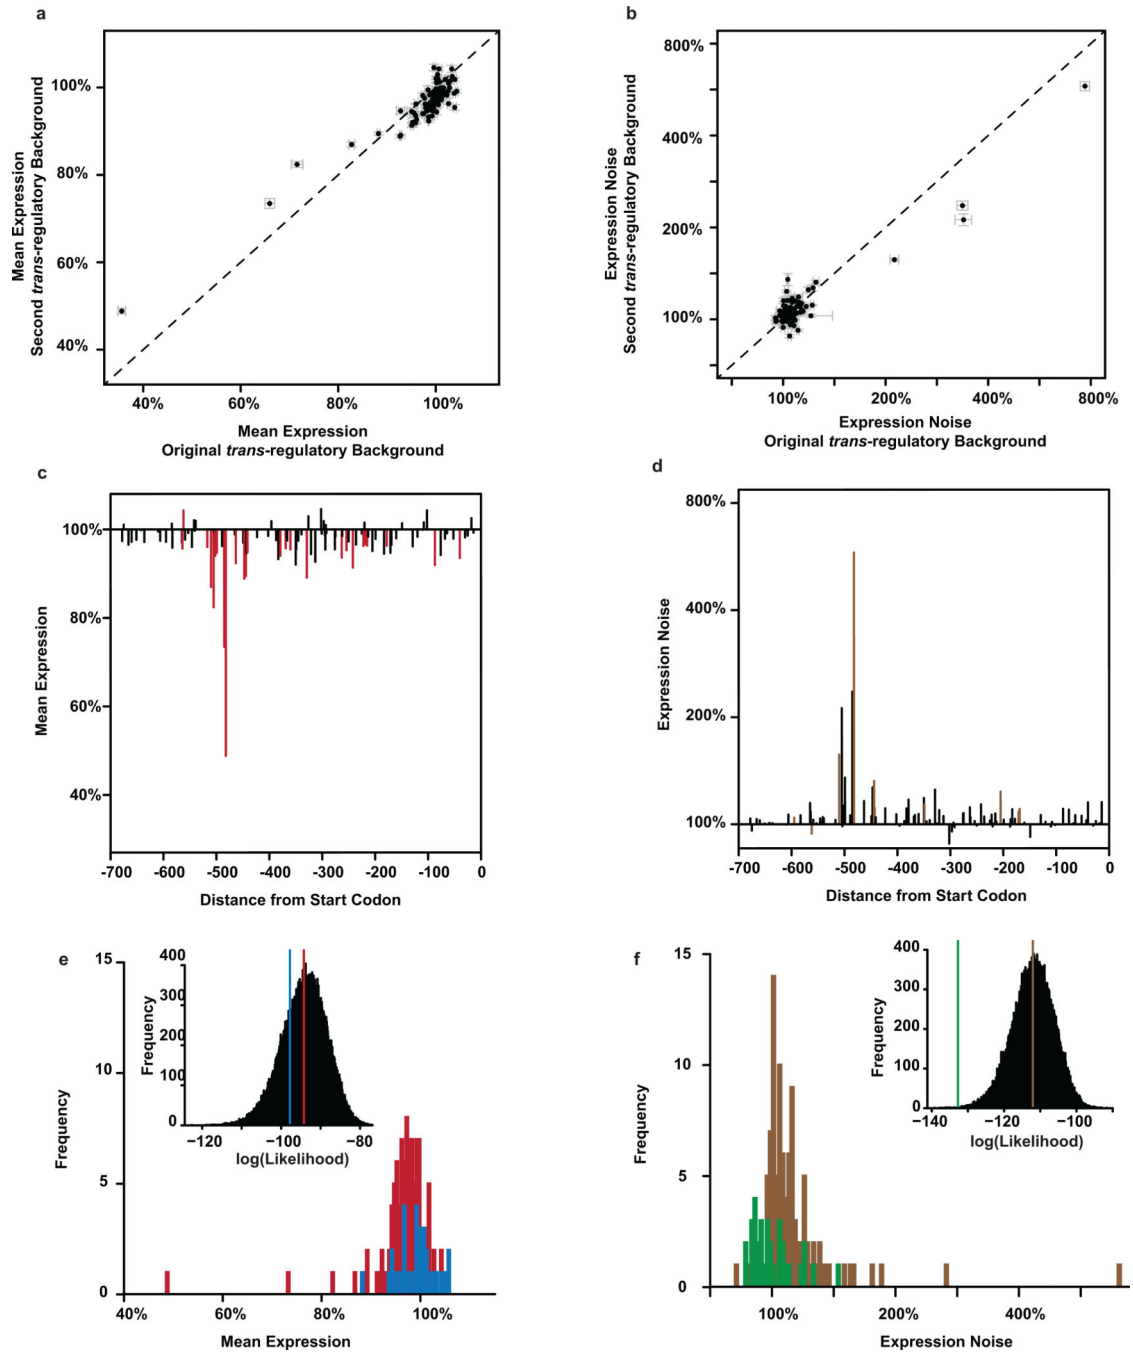 a
Mean Expression
Second trans-regulatory Background
100%
80%
60%
40%
40% 60% 80% 100%
Mean Expression
Original trans-regulatory Background
b
Expression Noise
Second trans-regulatory Background
800%
400%
200%
100%
100% 200% 400% 800%
Expression Noise
Original trans-regulatory Background
c
Mean Expression
100%
80%
60%
40%
-700 -600 -500 -400 -300 -200 -100 0
Distance from Start Codon
d
Expression Noise
800%
400%
200%
100%
-700 -600 -500 -400 -300 -200 -100 0
Distance from Start Codon
e
Frequency
15
10
5
0
40% 60% 80% 100%
Mean Expression
Frequency
400
300
200
100
0
−120 −100 −80
log(Likelihood)
f
Frequency
15
10
5
0
100% 200% 400%
Expression Noise
Frequency
400
300
200
100
0
−140 −120 −100
log(Likelihood)